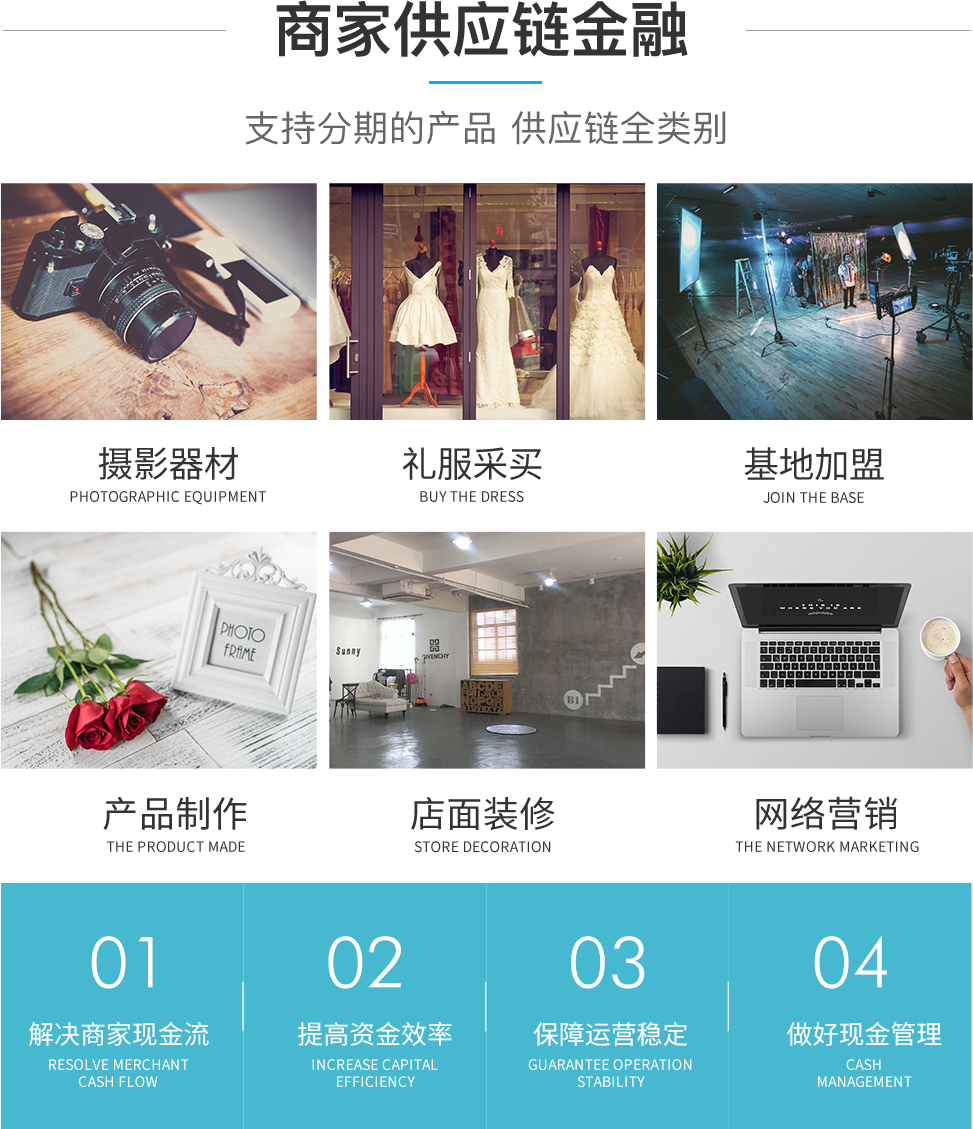 商家供应链金融
支持分期的产品 供应链全类别
摄影器材
PHOTOGRAPHIC EQUIPMENT
礼服采买
BUY THE DRESS
基地加盟
JOIN THE BASE
PHOTO
FRAME
Sunny
GIVENCHY
B1
THIS IS
WHERE YOU ARE
产品制作
THE PRODUCT MADE
店面装修
STORE DECORATION
网络营销
THE NETWORK MARKETING
01
解决商家现金流
RESOLVE MERCHANT
CASH FLOW
02
提高资金效率
INCREASE CAPITAL
EFFICIENCY
03
保障运营稳定
GUARANTEE OPERATION
STABILITY
04
做好现金管理
CASH
MANAGEMENT